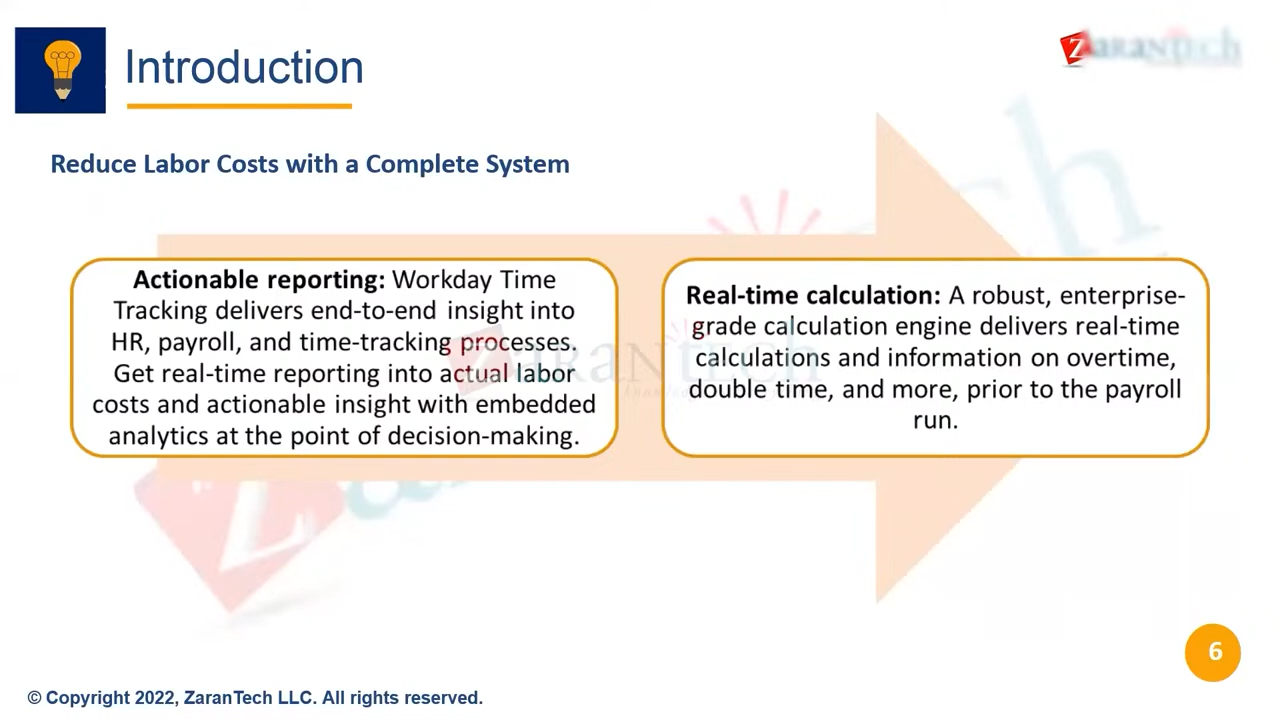 Introduction
ZaranTech
Reduce Labor Costs with a Complete System
Actionable reporting: Workday Time
Tracking delivers end-to-end insight into
HR, payroll, and time-tracking processes.
Get real-time reporting into actual labor
costs and actionable insight with embedded
analytics at the point of decision-making.
Real-time calculation: A robust, enterprise-
grade calculation engine delivers real-time
calculations and information on overtime,
double time, and more, prior to the payroll
run.
ZaranTech
6
© Copyright 2022, ZaranTech LLC. All rights reserved.